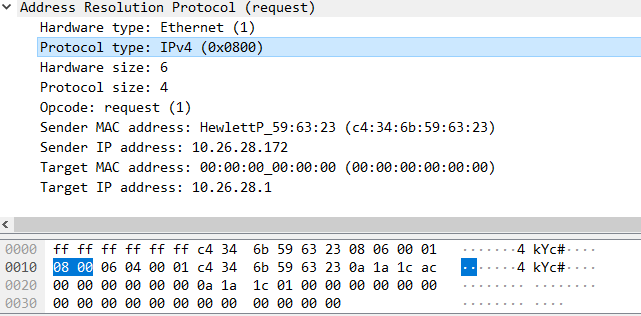 Address Resolution Protocol (request)
Hardware type: Ethernet (1)
Protocol type: IPv4 (0x0800)
Hardware size: 6
Protocol size: 4
Opcode: request (1)
Sender MAC address: HewlettP_59:63:23 (c4:34:6b:59:63:23)
Sender IP address: 10.26.28.172
Target MAC address: 00:00:00_00:00:00 (00:00:00:00:00:00)
Target IP address: 10.26.28.1
0000 ff ff ff ff ff ff c4 34 6b 59 63 23 08 06 00 01 ·······4 kYc#····
0010 08 00 06 04 00 01 c4 34 6b 59 63 23 0a 1a 1c ac ·······4 kYc#····
0020 00 00 00 00 00 00 0a 1a 1c 01 00 00 00 00 00 00 ········ ········
0030 00 00 00 00 00 00 00 00 00 00 00 00 ········ ····